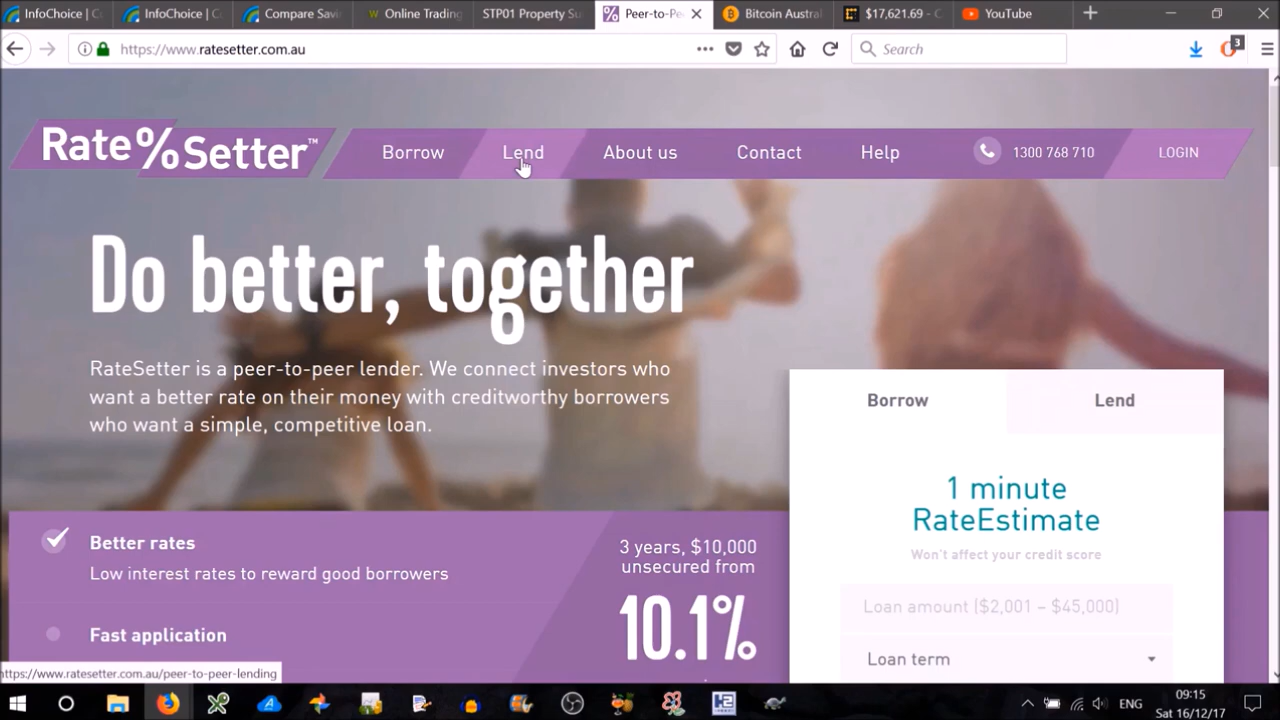 InfoChoice | C
InfoChoice | C
Compare Savi
Online Trading
STP01 Property Su
Peer-to-Pe
Bitcoin Austral
$17,621.69 - C
YouTube
https://www.ratesetter.com.au
Search
3
Rate%Setter™
Borrow
Lend
About us
Contact
Help
1300 768 710
LOGIN
Do better, together
RateSetter is a peer-to-peer lender. We connect investors who
want a better rate on their money with creditworthy borrowers
who want a simple, competitive loan.
Borrow
Lend
1 minute
RateEstimate
Won't affect your credit score
Loan amount ($2,001 – $45,000)
Loan term
Better rates
Low interest rates to reward good borrowers
Fast application
3 years, $10,000
unsecured from
10.1%
https://www.ratesetter.com.au/peer-to-peer-lending
ENG
09:15
Sat 16/12/17